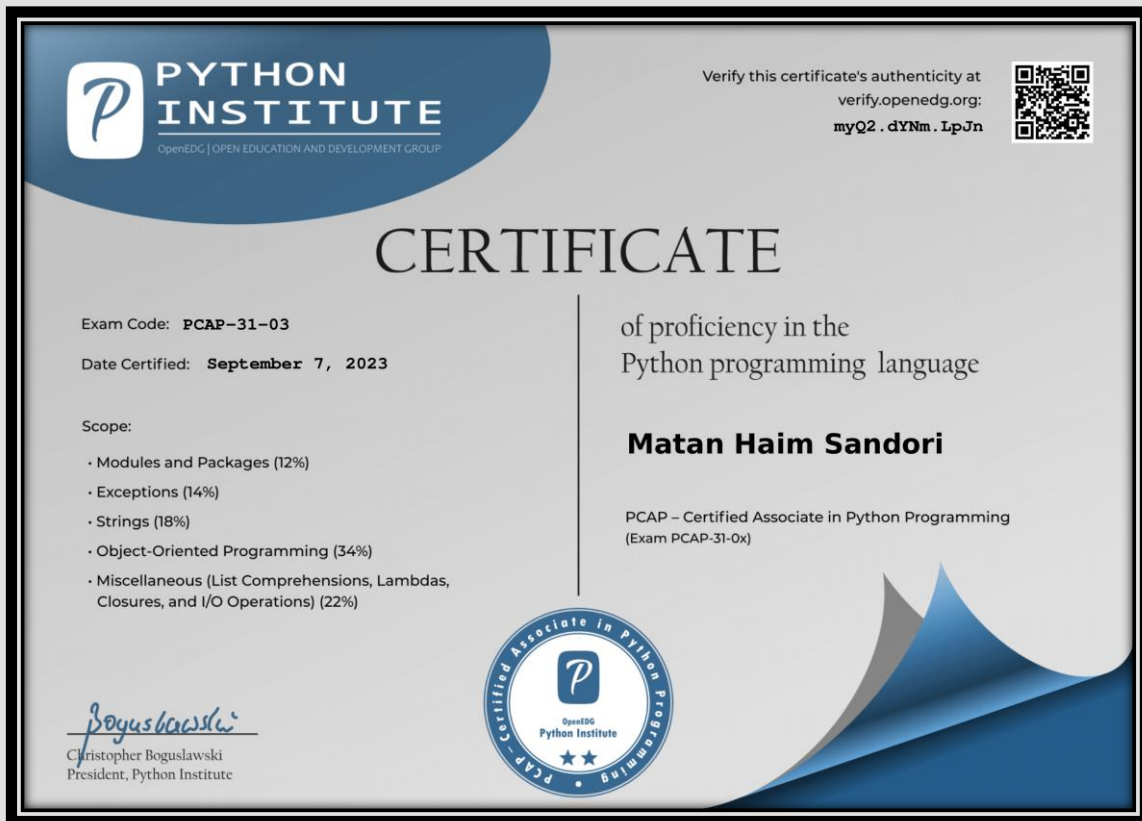 PYTHON
INSTITUTE
OpenEDG | OPEN EDUCATION AND DEVELOPMENT GROUP
Verify this certificate's authenticity at
verify.openedg.org:
myQ2.dYNm.LpJn
CERTIFICATE
Exam Code: PCAP-31-03
Date Certified: September 7, 2023
Scope:
· Modules and Packages (12%)
· Exceptions (14%)
· Strings (18%)
· Object-Oriented Programming (34%)
· Miscellaneous (List Comprehensions, Lambdas,
Closures, and I/O Operations) (22%)
of proficiency in the
Python programming language
Matan Haim Sandori
PCAP – Certified Associate in Python Programming
(Exam PCAP-31-0x)
Boguslawski
Christopher Boguslawski
President, Python Institute
PCAP – Certified Associate in Python Programming
P
OpenEDG
Python Institute